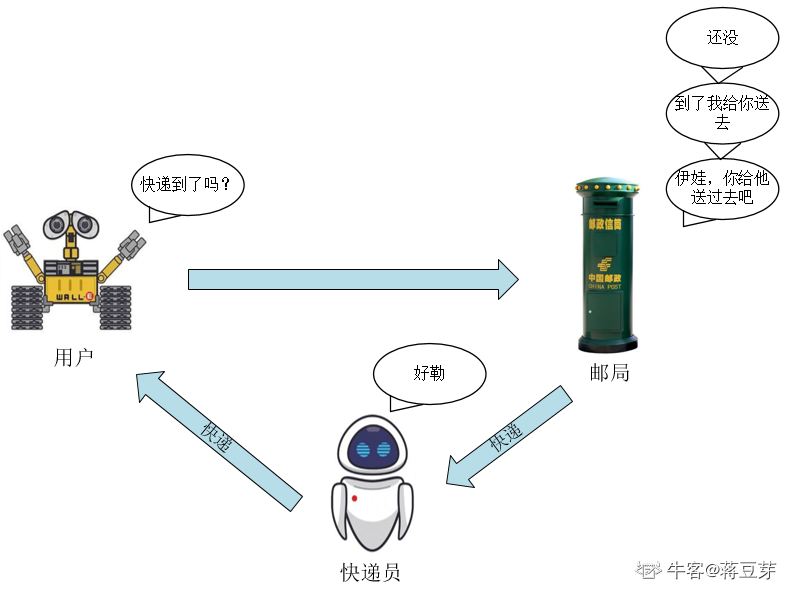 还没
到了我给你送
去
快递到了吗？
伊娃，你给他
送过去吧
邮政信筒
中国邮政
CHINA POST
WALL·E
用户
邮局
好勒
快递
快递
快递员
牛客@蒋豆芽